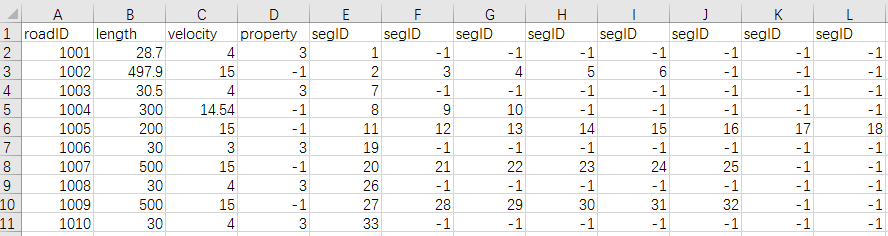 A B C D E F G H I J K L
1 roadID length velocity property segID segID segID segID segID segID segID segID
2 1001 28.7 4 3 1 -1 -1 -1 -1 -1 -1 -1
3 1002 497.9 15 -1 2 3 4 5 6 -1 -1 -1
4 1003 30.5 4 3 7 -1 -1 -1 -1 -1 -1 -1
5 1004 300 14.54 -1 8 9 10 -1 -1 -1 -1 -1
6 1005 200 15 -1 11 12 13 14 15 16 17 18
7 1006 30 3 3 19 -1 -1 -1 -1 -1 -1 -1
8 1007 500 15 -1 20 21 22 23 24 25 -1 -1
9 1008 30 4 3 26 -1 -1 -1 -1 -1 -1 -1
10 1009 500 15 -1 27 28 29 30 31 32 -1 -1
11 1010 30 4 3 33 -1 -1 -1 -1 -1 -1 -1